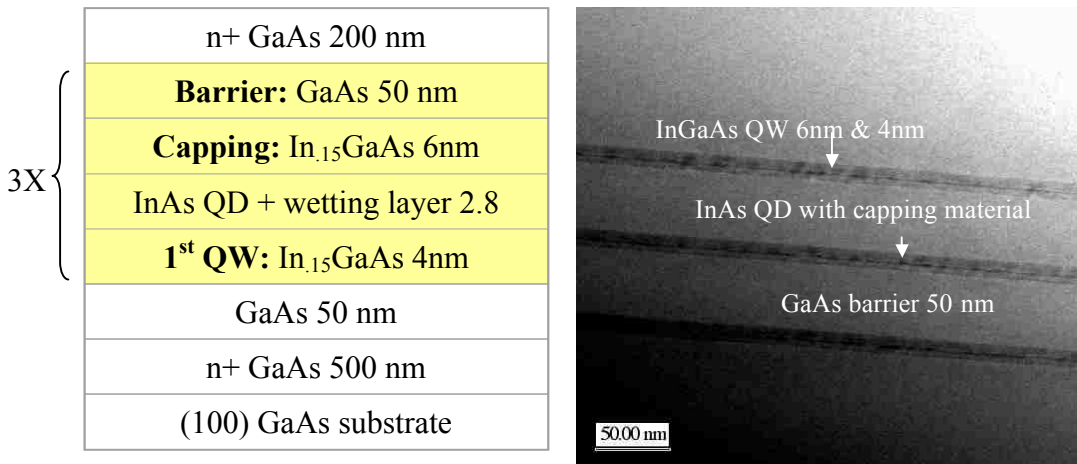 n+ GaAs 200 nm
3X
Barrier: GaAs 50 nm
Capping: In.15GaAs 6nm
InAs QD + wetting layer 2.8
1st QW: In.15GaAs 4nm
GaAs 50 nm
n+ GaAs 500 nm
(100) GaAs substrate
InGaAs QW 6nm & 4nm
InAs QD with capping material
GaAs barrier 50 nm
50.00 nm